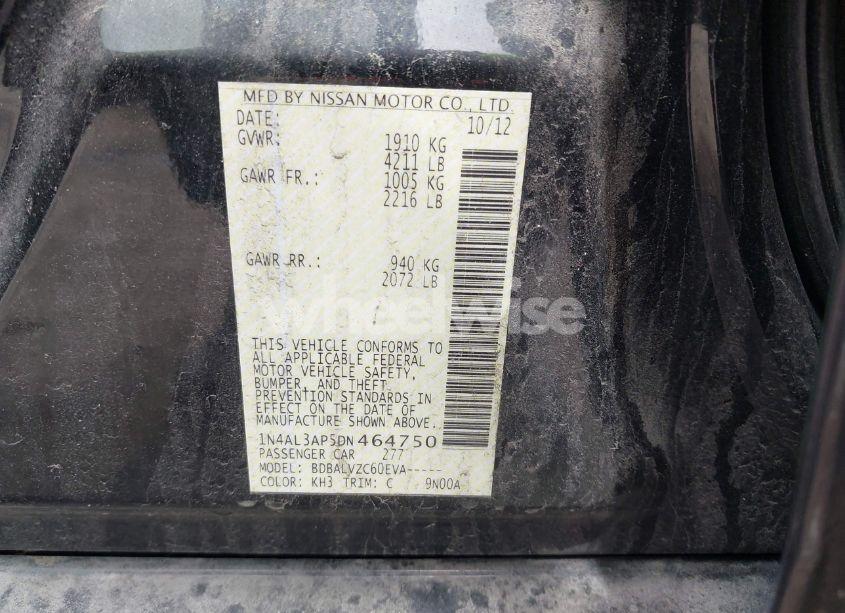 MFD BY NISSAN MOTOR CO., LTD.
DATE: 10/12
GVWR: 1910 KG
4211 LB
GAWR FR.: 1005 KG
2216 LB
GAWR RR.: 940 KG
2072 LB
wheelwise
THIS VEHICLE CONFORMS TO
ALL APPLICABLE FEDERAL
MOTOR VEHICLE SAFETY,
BUMPER, AND THEFT
PREVENTION STANDARDS IN
EFFECT ON THE DATE OF
MANUFACTURE SHOWN ABOVE.
1N4AL3AP5DN464750
PASSENGER CAR 277
MODEL: BDBALVZC60EVA-----
COLOR: KH3 TRIM: C 9N00A